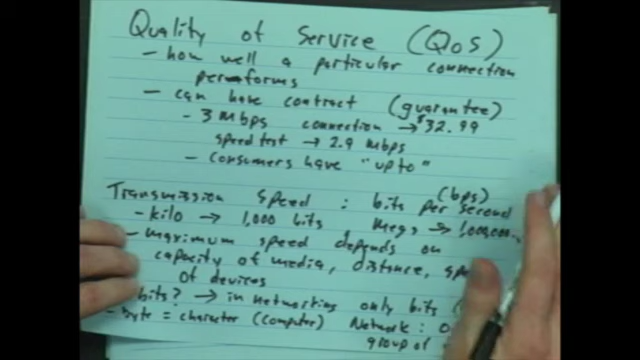 Quality of Service (QoS)
- how well a particular connection
performs
- can have contract (guarantee)
- 3 Mbps connection → $32.99
speed test → 2.9 mbps
- consumers have "up to"
Transmission Speed : bits per second (bps)
- kilo → 1,000 bits, Mega → 1,000,000
- maximum speed depends on
capacity of media, distance,
of devices
bits? → in networking only bits
- byte = character (computer) Network :
group of